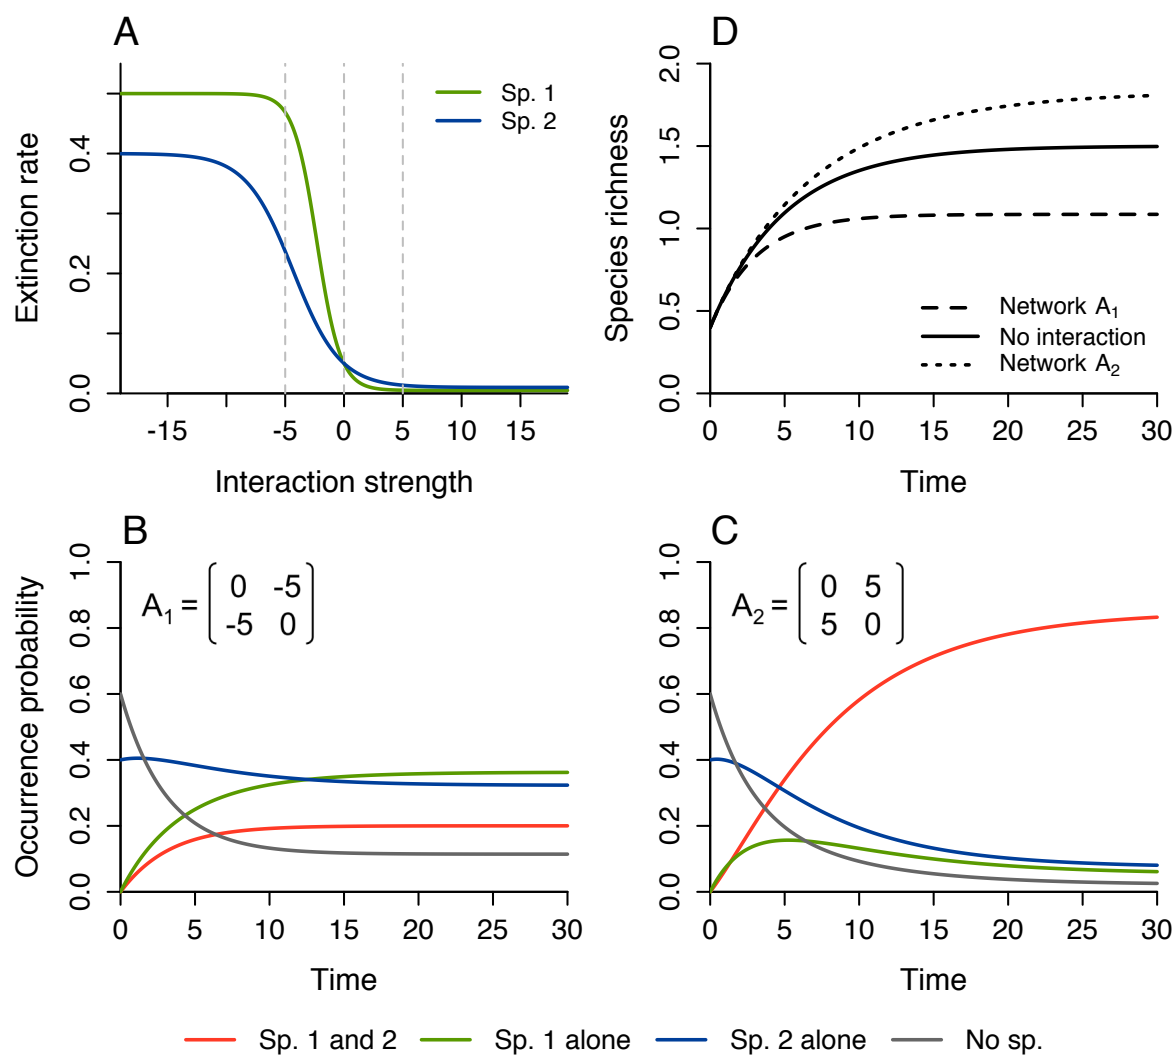 A
Extinction rate
0.0 0.2 0.4
Sp. 1
Sp. 2
-15 -5 0 5 10 15
Interaction strength
D
Species richness
0.0 0.5 1.0 1.5 2.0
Network A1
No interaction
Network A2
0 5 10 15 20 25 30
Time
B
Occurrence probability
0.0 0.2 0.4 0.6 0.8 1.0
A1 = 0 -5
-5 0
0 5 10 15 20 25 30
Time
C
0.0 0.2 0.4 0.6 0.8 1.0
A2 = 0 5
5 0
0 5 10 15 20 25 30
Time
Sp. 1 and 2 Sp. 1 alone Sp. 2 alone No sp.